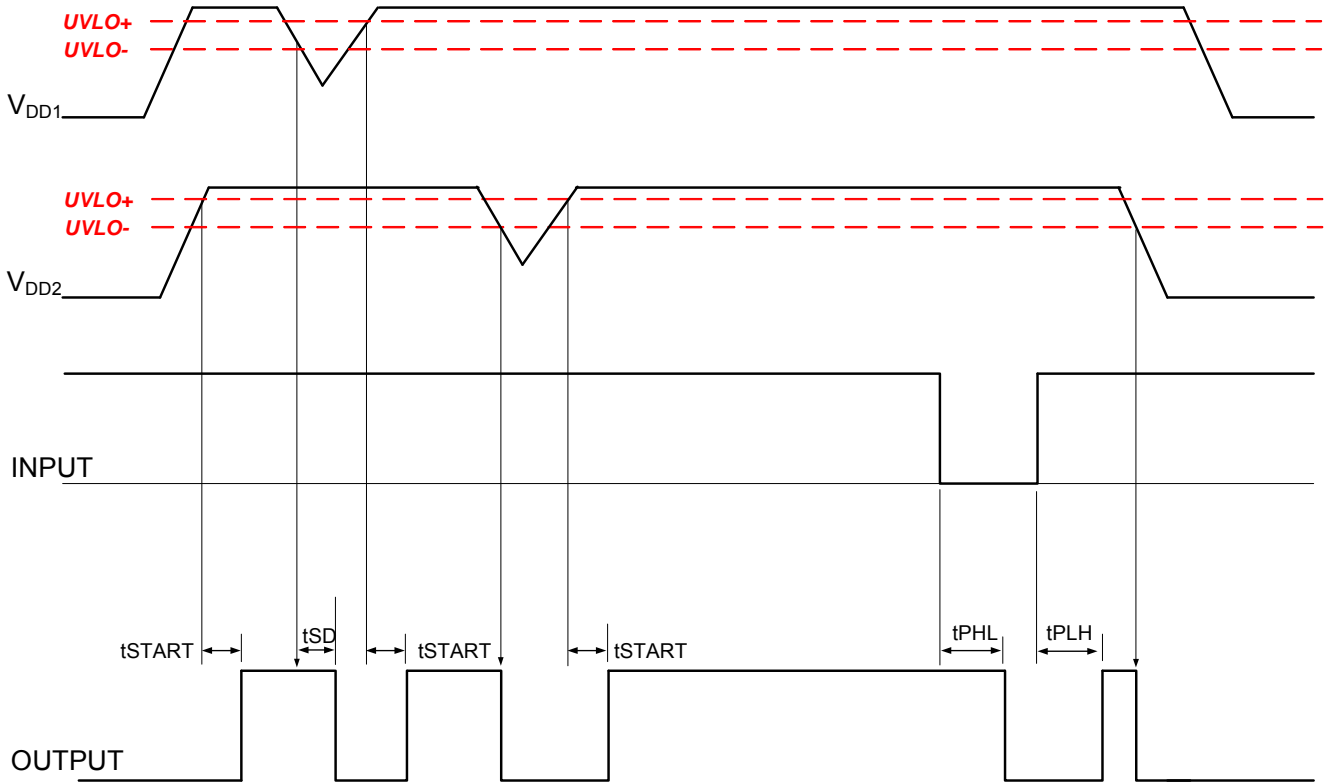 UVLO+
UVLO-
VDD1
UVLO+
UVLO-
VDD2
INPUT
tSTART
tSD
tSTART
tSTART
tPHL
tPLH
OUTPUT